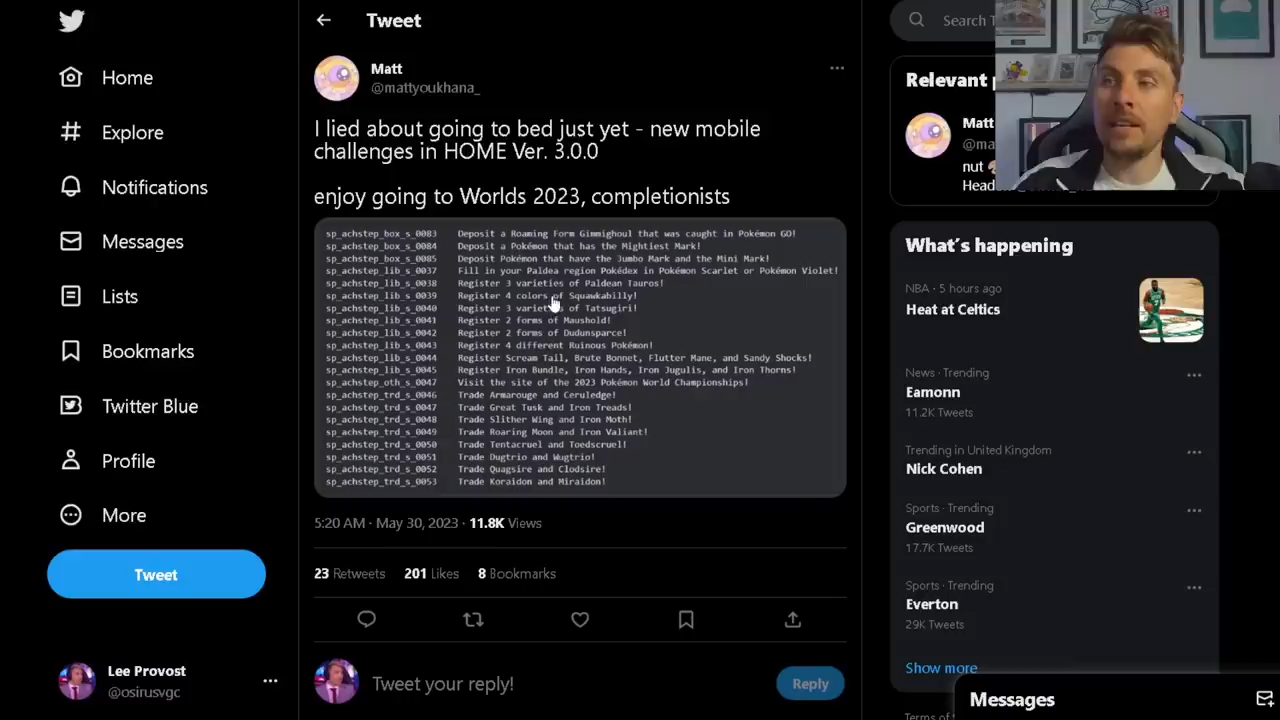 Home
Explore
Notifications
Messages
Lists
Bookmarks
Twitter Blue
Profile
More
Tweet
Lee Provost
@osirusvgc
Tweet
Matt
@mattyoukhana_
I lied about going to bed just yet - new mobile
challenges in HOME Ver. 3.0.0
enjoy going to Worlds 2023, completionists
sp_achstep_box_s_0083 Deposit a Roaming Form Gimmighoul that was caught in Pokémon GO!
sp_achstep_box_s_0084 Deposit a Pokémon that has the Mightiest Mark!
sp_achstep_box_s_0085 Deposit Pokémon that have the Jumbo Mark and the Mini Mark!
sp_achstep_lib_s_0037 Fill in your Paldea region Pokédex in Pokémon Scarlet or Pokémon Violet!
sp_achstep_lib_s_0038 Register 3 varieties of Paldean Tauros!
sp_achstep_lib_s_0039 Register 4 colors of Squawkabilly!
sp_achstep_lib_s_0040 Register 3 varieties of Tatsugiri!
sp_achstep_lib_s_0041 Register 2 forms of Maushold!
sp_achstep_lib_s_0042 Register 2 forms of Dudunsparce!
sp_achstep_lib_s_0043 Register 4 different Ruinous Pokémon!
sp_achstep_lib_s_0044 Register Scream Tail, Brute Bonnet, Flutter Mane, and Sandy Shocks!
sp_achstep_lib_s_0045 Register Iron Bundle, Iron Hands, Iron Jugulis, and Iron Thorns!
sp_achstep_oth_s_0047 Visit the site of the 2023 Pokémon World Championships!
sp_achstep_trd_s_0046 Trade Armarouge and Ceruledge!
sp_achstep_trd_s_0047 Trade Great Tusk and Iron Treads!
sp_achstep_trd_s_0048 Trade Slither Wing and Iron Moth!
sp_achstep_trd_s_0049 Trade Roaring Moon and Iron Valiant!
sp_achstep_trd_s_0050 Trade Tentacruel and Toedscruel!
sp_achstep_trd_s_0051 Trade Dugtrio and Wugtrio!
sp_achstep_trd_s_0052 Trade Quagsire and Clodsire!
sp_achstep_trd_s_0053 Trade Koraidon and Miraidon!
5:20 AM · May 30, 2023 · 11.8K Views
23 Retweets 201 Likes 8 Bookmarks
Tweet your reply!
Reply
Search
Relevant
Matt
nut
What's happening
NBA · 5 hours ago
Heat at Celtics
News · Trending
Eamonn
11.2K Tweets
Trending in United Kingdom
Nick Cohen
Sports · Trending
Greenwood
17.7K Tweets
Sports · Trending
Everton
29K Tweets
Show more
Messages